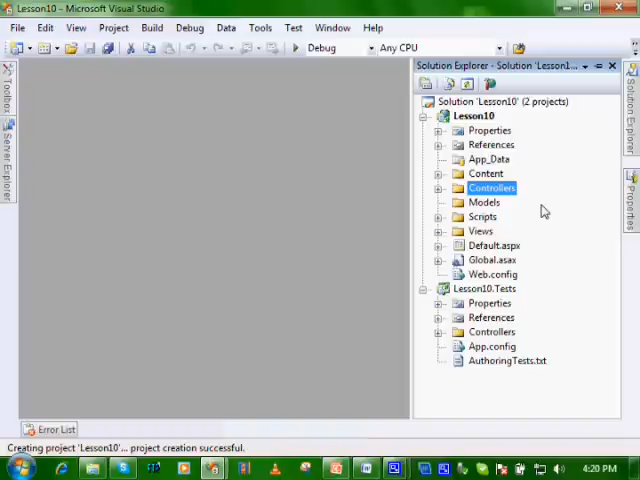 Lesson10 - Microsoft Visual Studio
File Edit View Project Build Debug Data Tools Test Window Help
Debug Any CPU
Toolbox
Server Explorer
Solution Explorer - Solution 'Lesson1...
Solution 'Lesson10' (2 projects)
Lesson10
Properties
References
App_Data
Content
Controllers
Models
Scripts
Views
Default.aspx
Global.asax
Web.config
Lesson10.Tests
Properties
References
Controllers
App.config
AuthoringTests.txt
Solution Explorer
Properties
Error List
Creating project 'Lesson10'... project creation successful.
4:20 PM